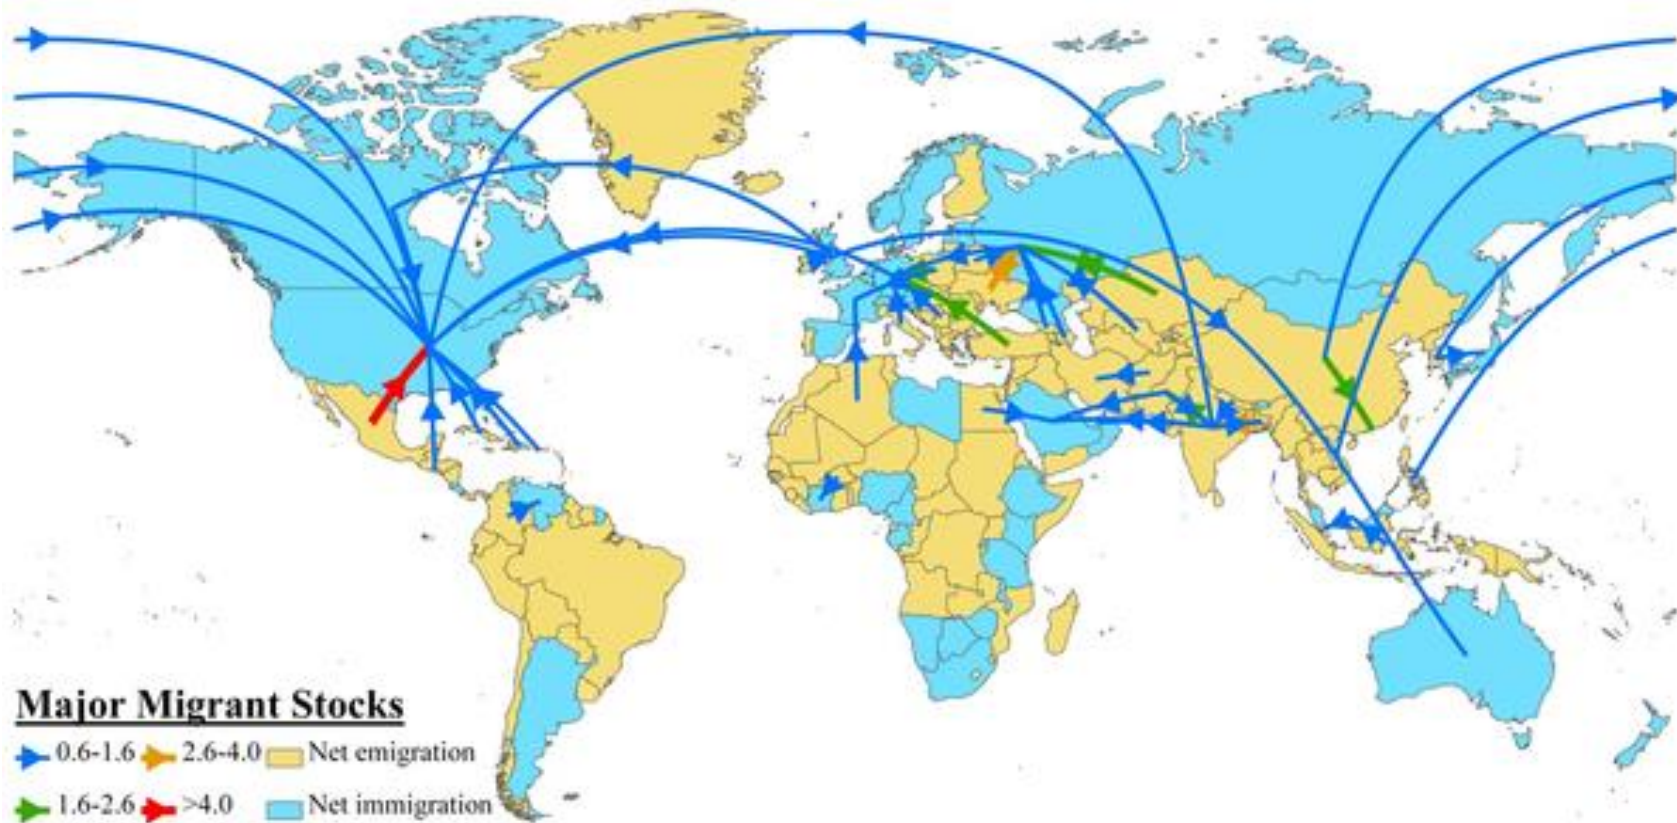 Major Migrant Stocks
0.6-1.6 2.6-4.0 Net emigration
1.6-2.6 >4.0 Net immigration